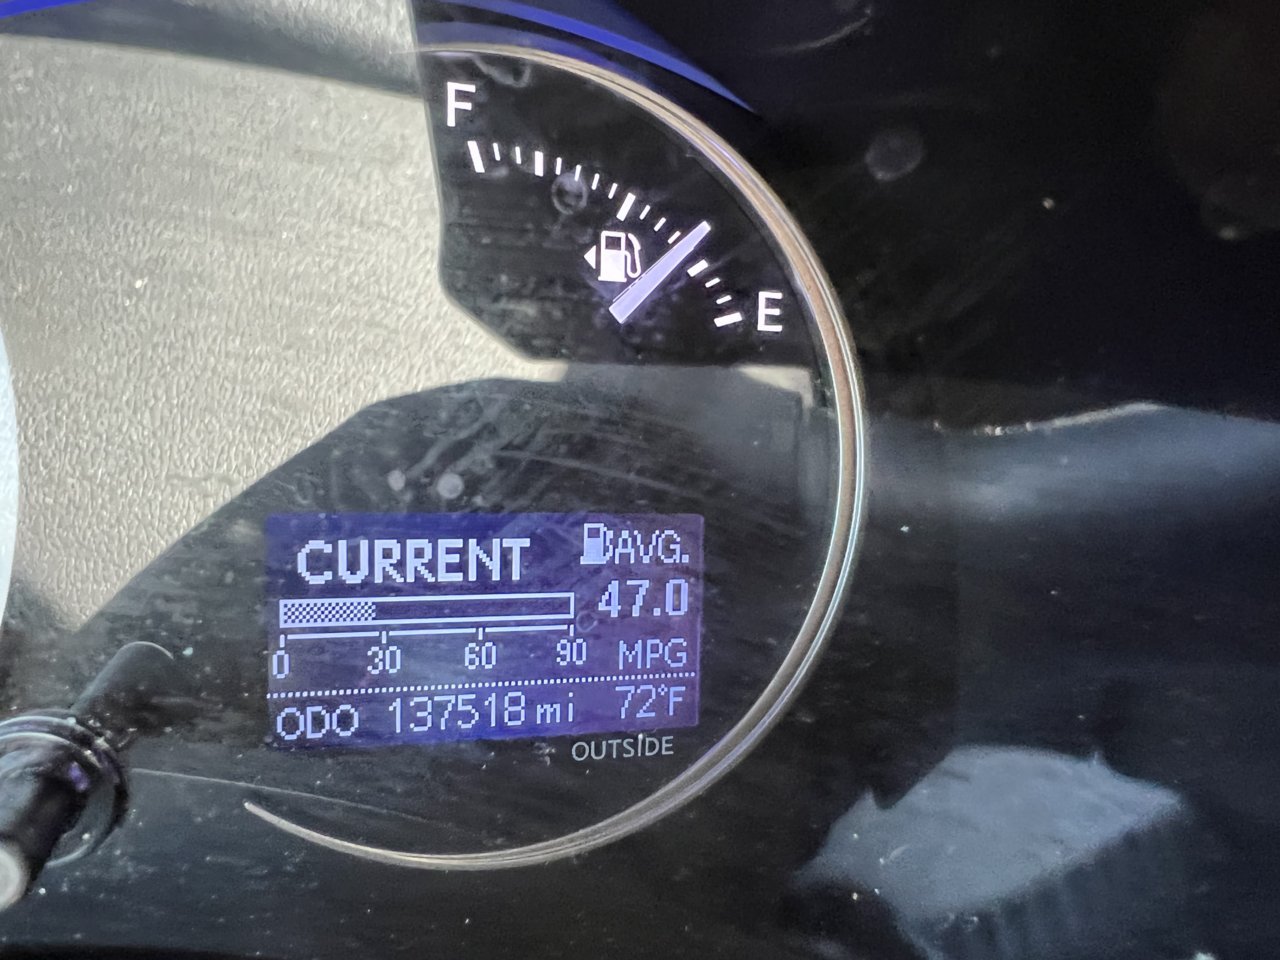 F
E
CURRENT
AVG.
47.0
0 30 60 90 MPG
ODO 137518 mi 72°F
OUTSIDE